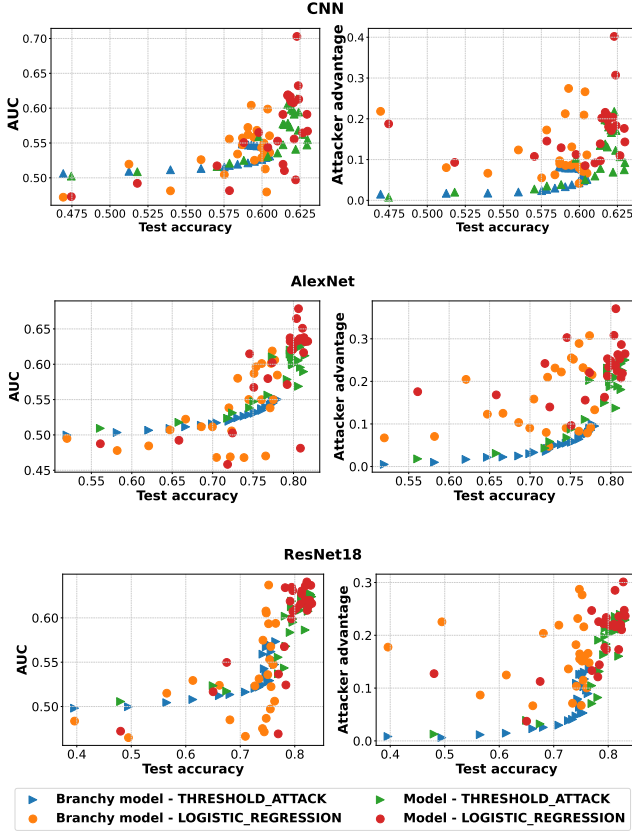 CNN
AUC
0.70
0.65
0.60
0.55
0.50
0.475 0.500 0.525 0.550 0.575 0.600 0.625
Test accuracy
Attacker advantage
0.4
0.3
0.2
0.1
0.0
0.475 0.500 0.525 0.550 0.575 0.600 0.625
Test accuracy
AlexNet
AUC
0.65
0.60
0.55
0.50
0.45
0.55 0.60 0.65 0.70 0.75 0.80
Test accuracy
Attacker advantage
0.3
0.2
0.1
0.0
0.55 0.60 0.65 0.70 0.75 0.80
Test accuracy
ResNet18
AUC
0.60
0.55
0.50
0.4 0.5 0.6 0.7 0.8
Test accuracy
Attacker advantage
0.3
0.2
0.1
0.0
0.4 0.5 0.6 0.7 0.8
Test accuracy
Branchy model - THRESHOLD_ATTACK
Branchy model - LOGISTIC_REGRESSION
Model - THRESHOLD_ATTACK
Model - LOGISTIC_REGRESSION